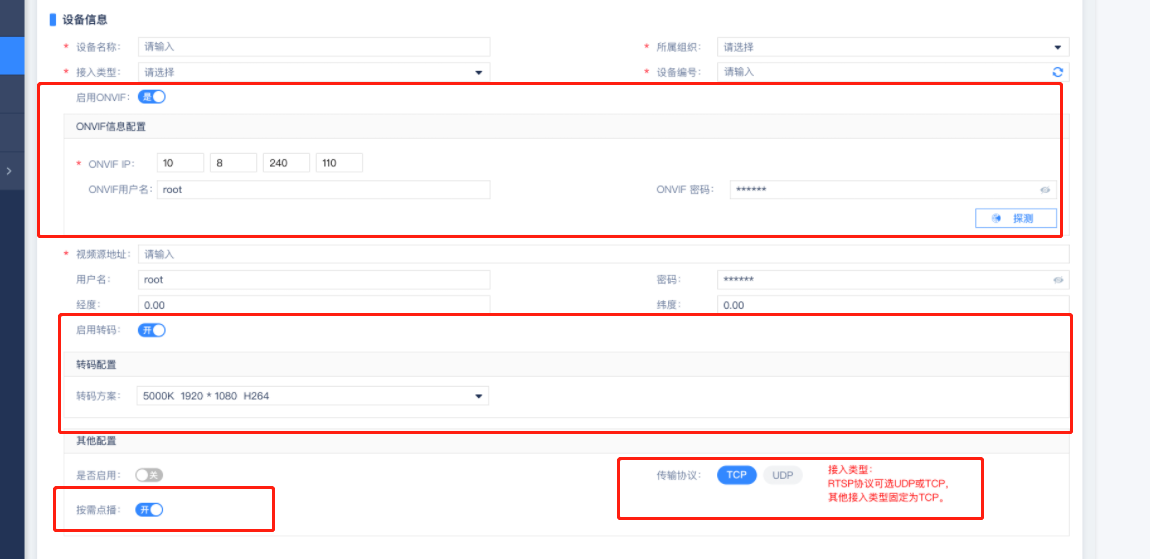 设备信息
* 设备名称: 请输入 * 所属组织: 请选择
* 接入类型: 请选择 * 设备编号: 请输入
启用ONVIF: 是
ONVIF信息配置
* ONVIF IP: 10 8 240 110
ONVIF用户名: root ONVIF 密码: ******
探测
* 视频源地址: 请输入
用户名: root 密码: ******
经度: 0.00 纬度: 0.00
启用转码: 开
转码配置
转码方案: 5000K 1920 * 1080 H264
其他配置
是否启用: 关 传输协议: TCP UDP
接入类型:
RTSP协议可选UDP或TCP,
其他接入类型固定为TCP。
按需点播: 开